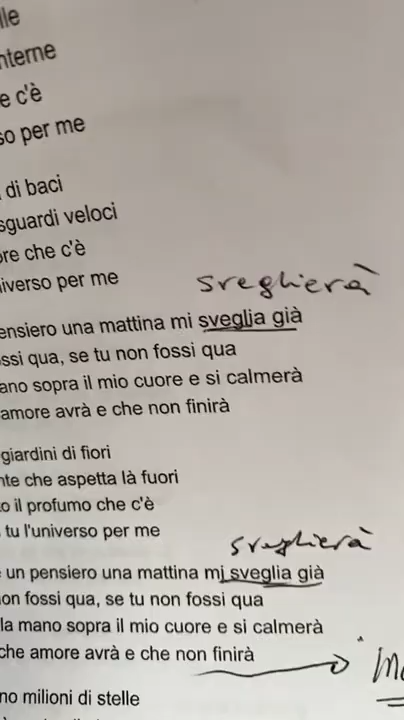 lle
nterne
e c'è
so per me
di baci
sguardi veloci
ore che c'è
iverso per me
sveglierà
ensiero una mattina mi sveglia già
ossi qua, se tu non fossi qua
ano sopra il mio cuore e si calmerà
amore avrà e che non finirà
giardini di fiori
nte che aspetta là fuori
o il profumo che c'è
tu l'universo per me
sveglierà
e un pensiero una mattina mi sveglia già
non fossi qua, se tu non fossi qua
la mano sopra il mio cuore e si calmerà
che amore avrà e che non finirà
no milioni di stelle